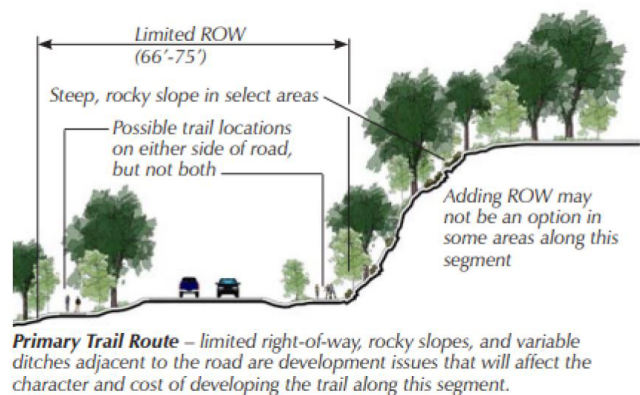 Limited ROW
(66'-75')
Steep, rocky slope in select areas
Possible trail locations
on either side of road,
but not both
Adding ROW may
not be an option in
some areas along this
segment
Primary Trail Route – limited right-of-way, rocky slopes, and variable
ditches adjacent to the road are development issues that will affect the
character and cost of developing the trail along this segment.